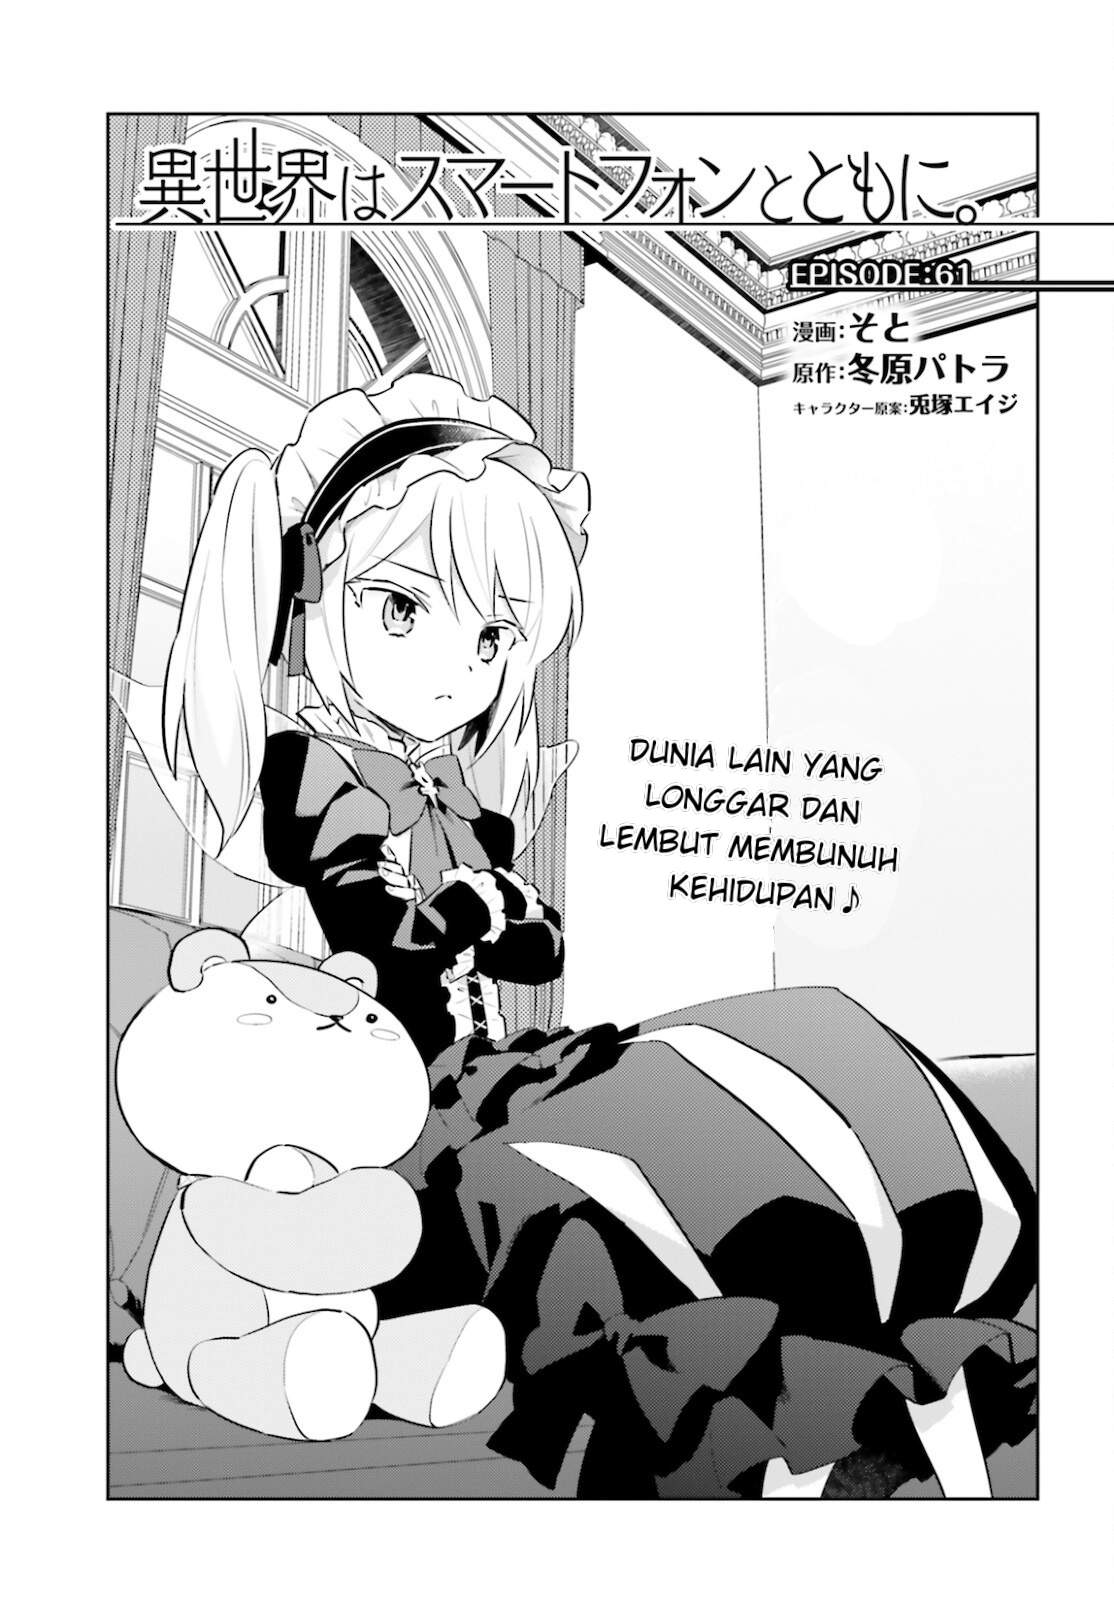 異世界はスマートフォンとともに。
EPISODE:61
漫画:そと
原作:冬原パトラ
キャラクター原案:兎塚エイジ
DUNIA LAIN YANG
LONGGAR DAN
LEMBUT MEMBUNUH
KEHIDUPAN♪